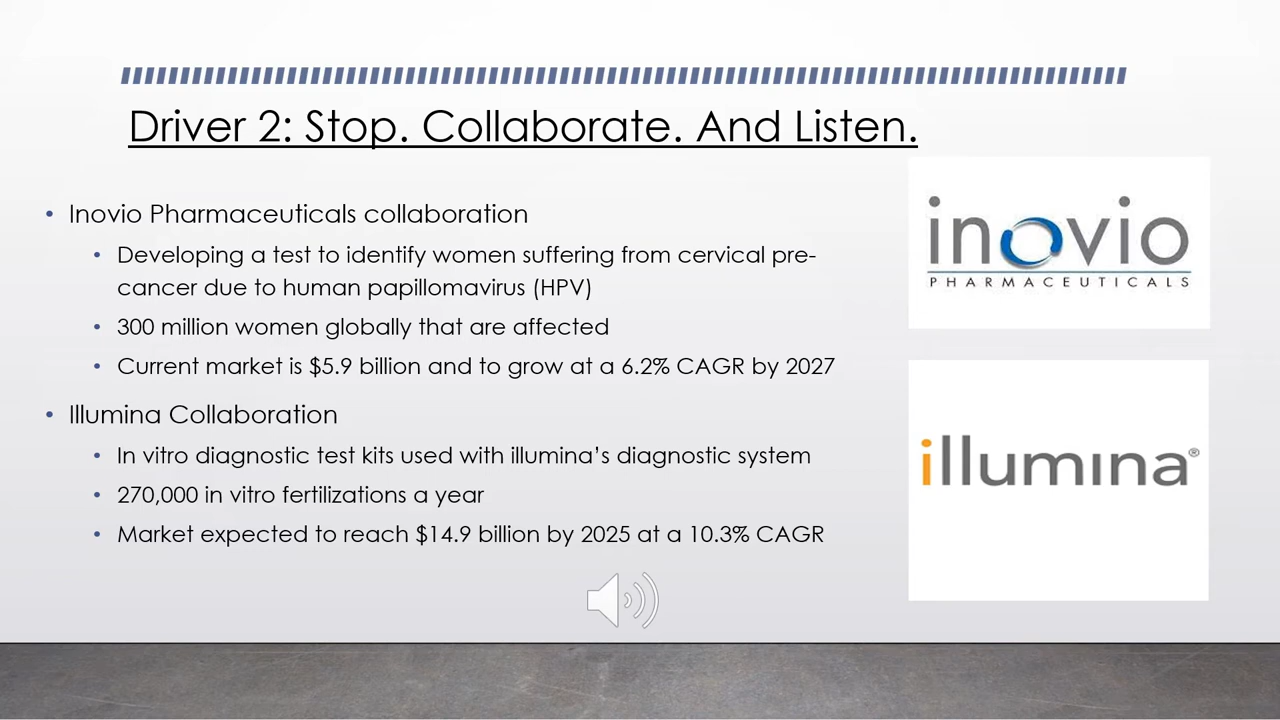 Driver 2: Stop. Collaborate. And Listen.
• Inovio Pharmaceuticals collaboration
• Developing a test to identify women suffering from cervical pre-
cancer due to human papillomavirus (HPV)
• 300 million women globally that are affected
• Current market is $5.9 billion and to grow at a 6.2% CAGR by 2027
• Illumina Collaboration
• In vitro diagnostic test kits used with illumina’s diagnostic system
• 270,000 in vitro fertilizations a year
• Market expected to reach $14.9 billion by 2025 at a 10.3% CAGR
inovio
PHARMACEUTICALS
illumina®